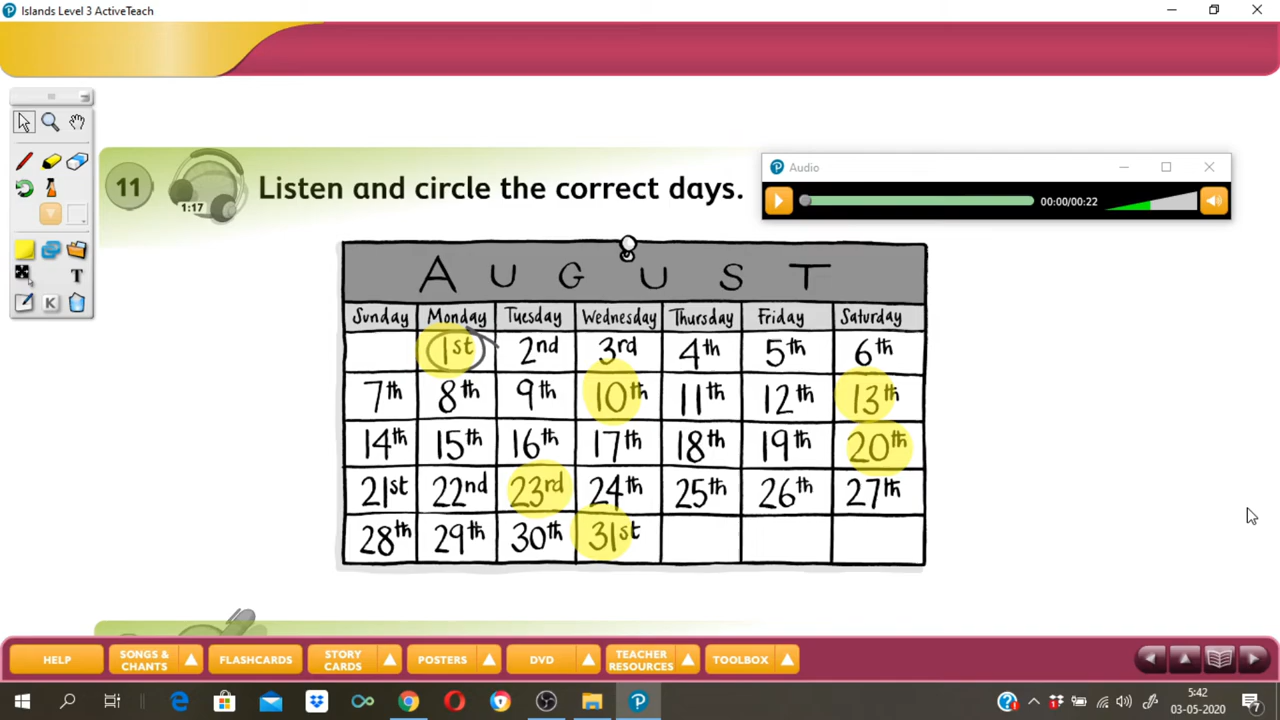 Islands Level 3 ActiveTeach
Audio
11
1:17
Listen and circle the correct days.
00:00/00:22
AUGUST
Sunday Monday Tuesday Wednesday Thursday Friday Saturday
1st 2nd 3rd 4th 5th 6th
7th 8th 9th 10th 11th 12th 13th
14th 15th 16th 17th 18th 19th 20th
21st 22nd 23rd 24th 25th 26th 27th
28th 29th 30th 31st
T
K
HELP
SONGS &
CHANTS
FLASHCARDS
STORY
CARDS
POSTERS
DVD
TEACHER
RESOURCES
TOOLBOX
5:42
03-05-2020